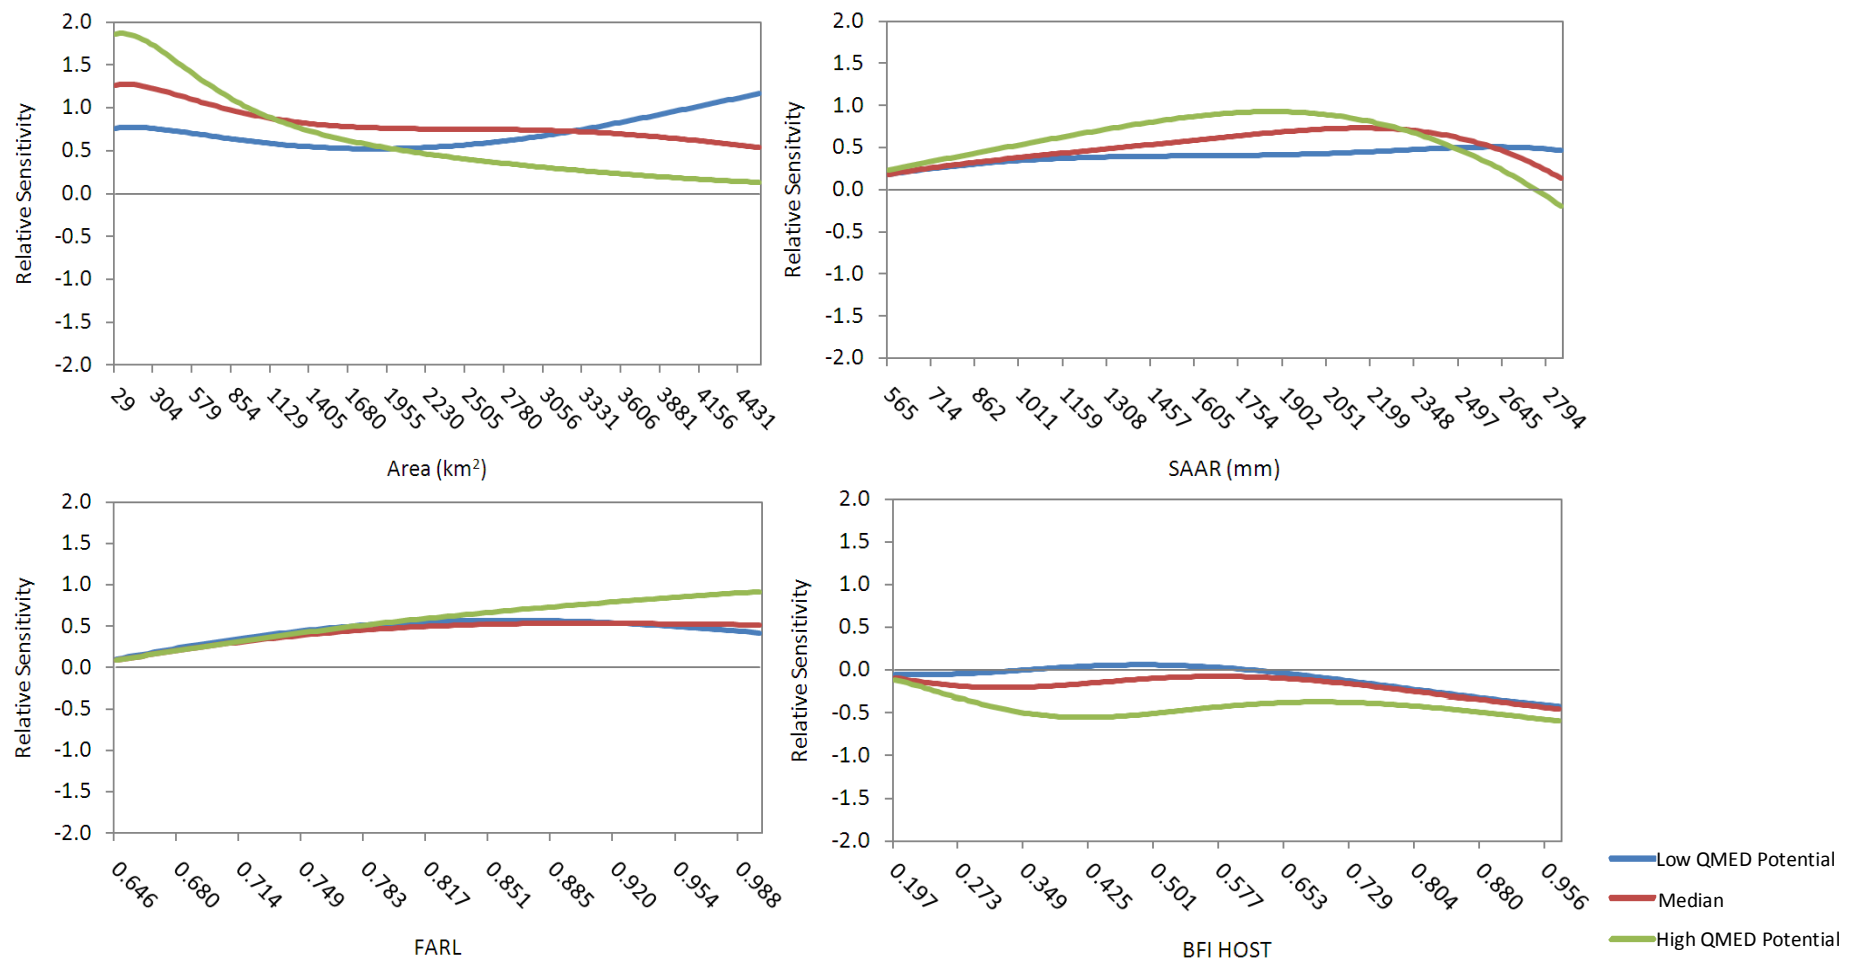 2.0
1.5
1.0
0.5
0.0
-0.5
-1.0
-1.5
-2.0
Relative Sensitivity
29 304 579 854 1129 1405 1680 1955 2230 2505 2780 3056 3331 3606 3881 4156 4431
Area (km²)
2.0
1.5
1.0
0.5
0.0
-0.5
-1.0
-1.5
-2.0
Relative Sensitivity
565 714 862 1011 1159 1308 1457 1605 1754 1902 2051 2199 2348 2497 2645 2794
SAAR (mm)
2.0
1.5
1.0
0.5
0.0
-0.5
-1.0
-1.5
-2.0
Relative Sensitivity
0.646 0.680 0.714 0.749 0.783 0.817 0.851 0.885 0.920 0.954 0.988
FARL
2.0
1.5
1.0
0.5
0.0
-0.5
-1.0
-1.5
-2.0
Relative Sensitivity
0.197 0.273 0.349 0.425 0.501 0.577 0.653 0.729 0.804 0.880 0.956
BFI HOST
Low QMED Potential
Median
High QMED Potential